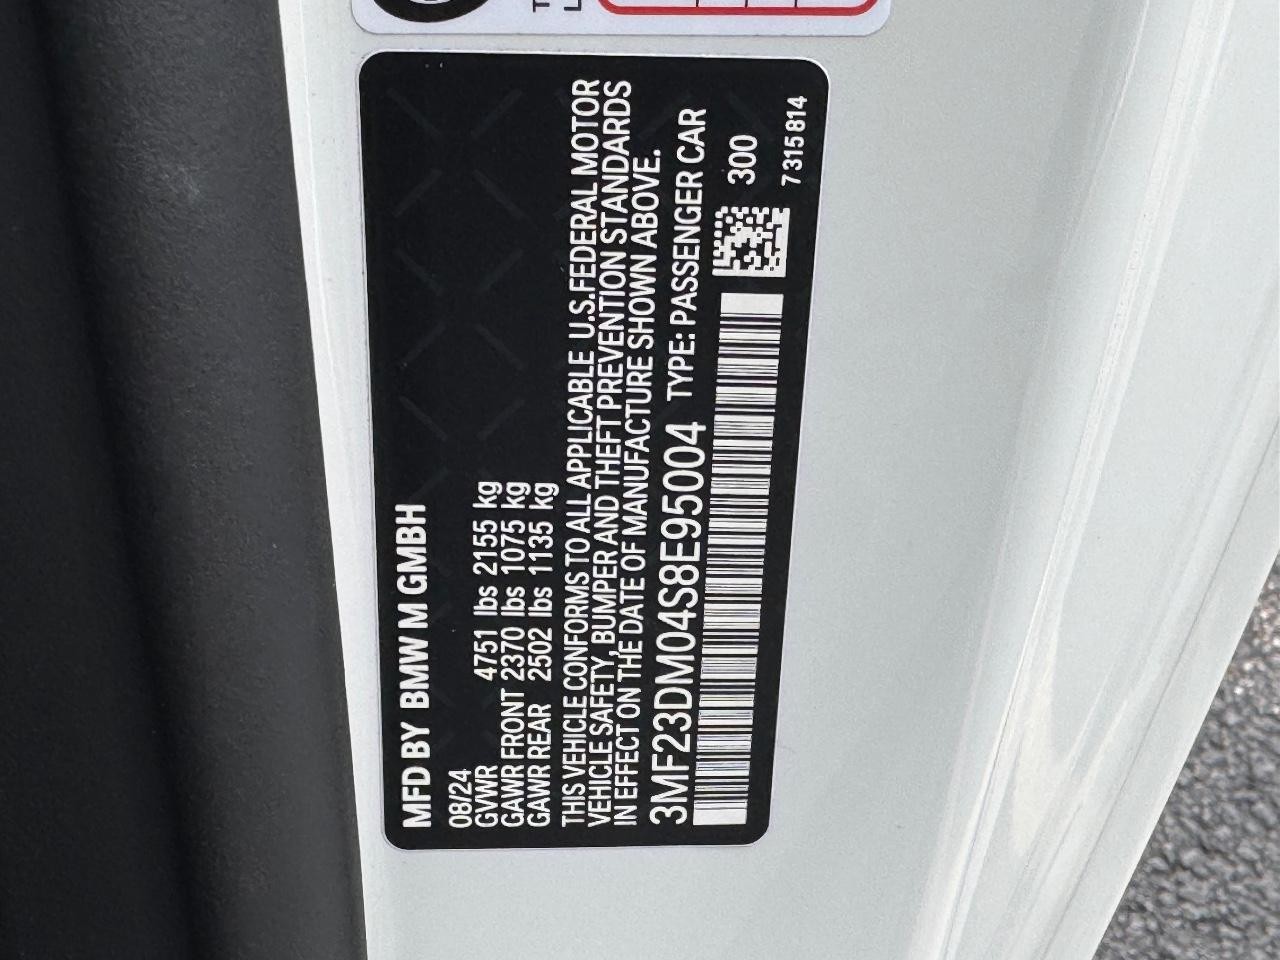 MFD BY BMW M GMBH
08/24
GVWR 4751 lbs 2155 kg
GAWR FRONT 2370 lbs 1075 kg
GAWR REAR 2502 lbs 1135 kg
THIS VEHICLE CONFORMS TO ALL APPLICABLE U.S.FEDERAL MOTOR
VEHICLE SAFETY, BUMPER AND THEFT PREVENTION STANDARDS
IN EFFECT ON THE DATE OF MANUFACTURE SHOWN ABOVE.
3MF23DM04S8E95004 TYPE: PASSENGER CAR
300
7315814